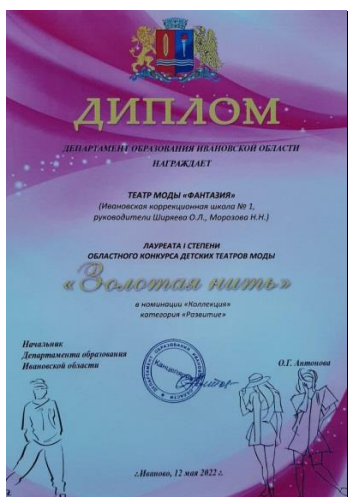 ДИПЛОМ
ДЕПАРТАМЕНТ ОБРАЗОВАНИЯ ИВАНОВСКОЙ ОБЛАСТИ
НАГРАЖДАЕТ
ТЕАТР МОДЫ «ФАНТАЗИЯ»
(Ивановская коррекционная школа № 1,
руководители Ширяева О.Л., Морозова Н.Н.)
ЛАУРЕАТА I СТЕПЕНИ
ОБЛАСТНОГО КОНКУРСА ДЕТСКИХ ТЕАТРОВ МОДЫ
«Золотая нить»
в номинации «Коллекция»
категория «Развитие»
Начальник
Департамента образования
Ивановской области
О.Г. Антонова
г.Иваново, 12 мая 2022 г.